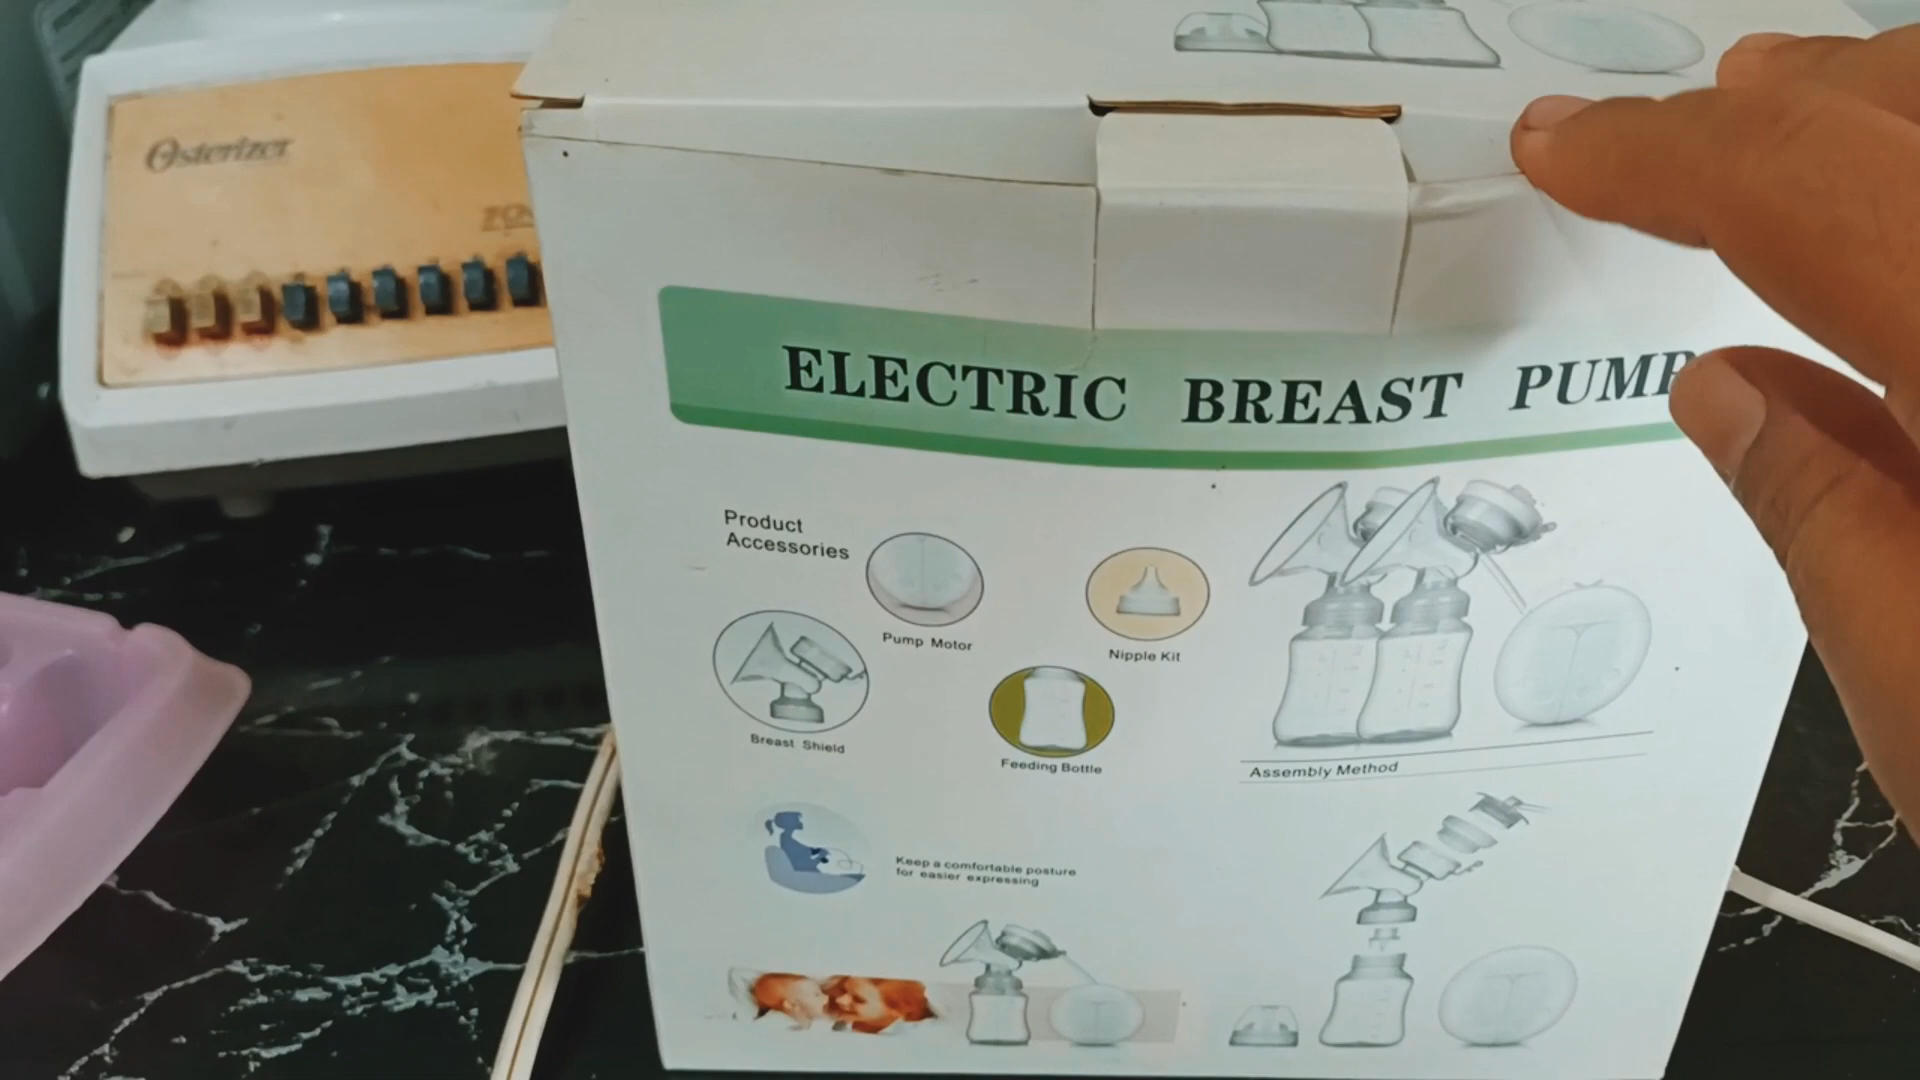 Osterizer
ELECTRIC BREAST PUMP
Product
Accessories
Pump Motor
Nipple Kit
Breast Shield
Feeding Bottle
Assembly Method
Keep a comfortable posture
for easier expressing